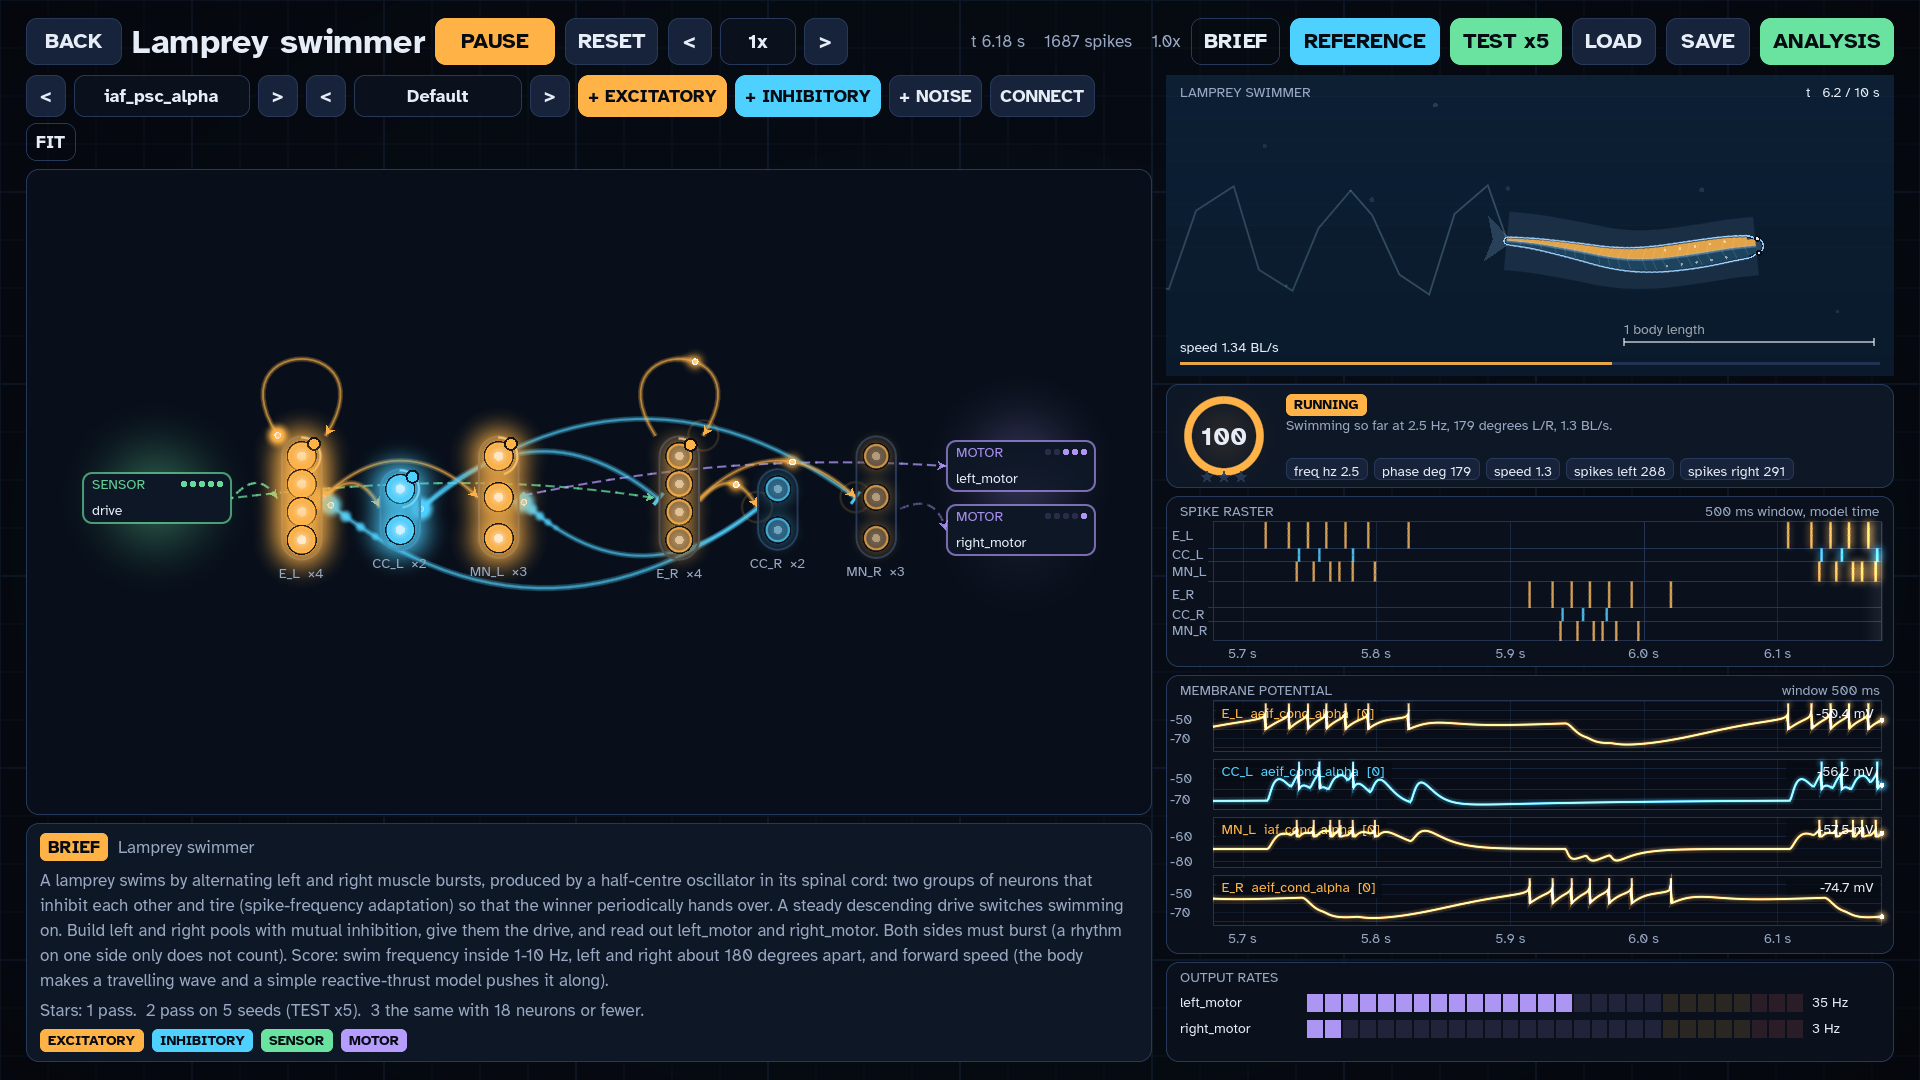 BACK Lamprey swimmer PAUSE RESET < 1x > t 6.18 s 1687 spikes 1.0x BRIEF REFERENCE TEST x5 LOAD SAVE ANALYSIS
< iaf_psc_alpha > < Default > + EXCITATORY + INHIBITORY + NOISE CONNECT
FIT
SENSOR
drive
E_L ×4
CC_L ×2
MN_L ×3
E_R ×4
CC_R ×2
MN_R ×3
MOTOR
left_motor
MOTOR
right_motor
BRIEF Lamprey swimmer
A lamprey swims by alternating left and right muscle bursts, produced by a half-centre oscillator in its spinal cord: two groups of neurons that
inhibit each other and tire (spike-frequency adaptation) so that the winner periodically hands over. A steady descending drive switches swimming
on. Build left and right pools with mutual inhibition, give them the drive, and read out left_motor and right_motor. Both sides must burst (a rhythm
on one side only does not count). Score: swim frequency inside 1-10 Hz, left and right about 180 degrees apart, and forward speed (the body
makes a travelling wave and a simple reactive-thrust model pushes it along).
Stars: 1 pass. 2 pass on 5 seeds (TEST x5). 3 the same with 18 neurons or fewer.
EXCITATORY INHIBITORY SENSOR MOTOR
LAMPREY SWIMMER t 6.2 / 10 s
1 body length
speed 1.34 BL/s
100
RUNNING
Swimming so far at 2.5 Hz, 179 degrees L/R, 1.3 BL/s.
freq hz 2.5 phase deg 179 speed 1.3 spikes left 288 spikes right 291
SPIKE RASTER 500 ms window, model time
E_L
CC_L
MN_L
E_R
CC_R
MN_R
5.7 s 5.8 s 5.9 s 6.0 s 6.1 s
MEMBRANE POTENTIAL window 500 ms
-50 E_L aeif_cond_alpha [0] -50.4 mV
-70
-50 CC_L aeif_cond_alpha [0] -56.2 mV
-70
-60 MN_L iaf_cond_alpha [0] -57.5 mV
-80
-50 E_R aeif_cond_alpha [0] -74.7 mV
-70
5.7 s 5.8 s 5.9 s 6.0 s 6.1 s
OUTPUT RATES
left_motor 35 Hz
right_motor 3 Hz